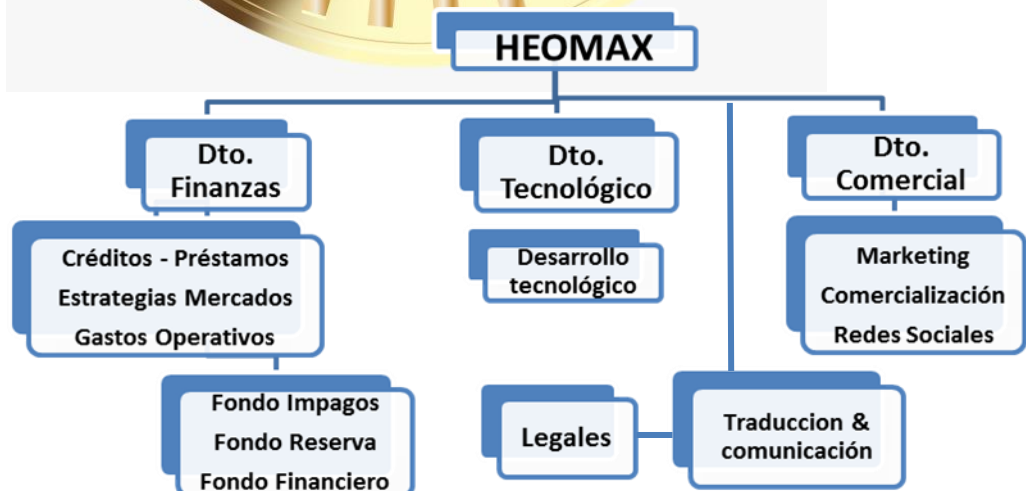 HEOMAX
Dto.
Finanzas
Dto.
Tecnológico
Dto.
Comercial
Créditos - Préstamos
Estrategias Mercados
Gastos Operativos
Desarrollo
tecnológico
Marketing
Comercialización
Redes Sociales
Fondo Impagos
Fondo Reserva
Fondo Financiero
Legales
Traduccion &
comunicación